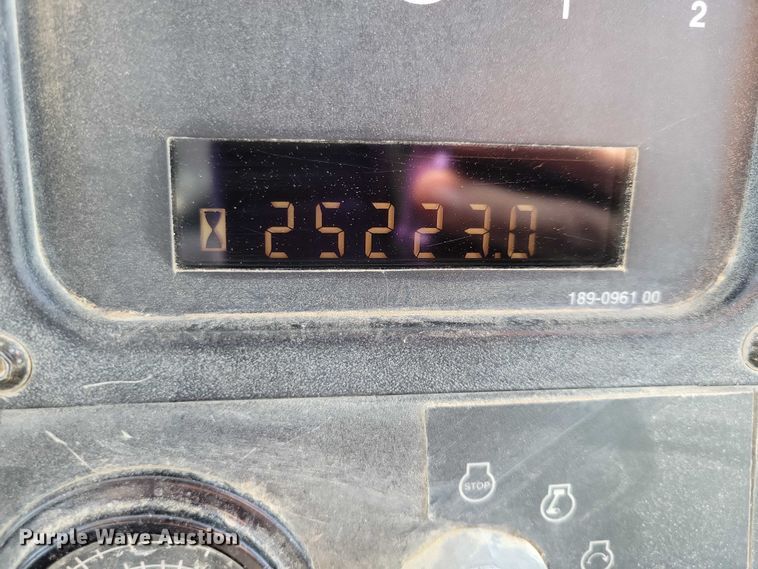 1 2
25223.0
189-0961 00
STOP
Purple Wave Auction